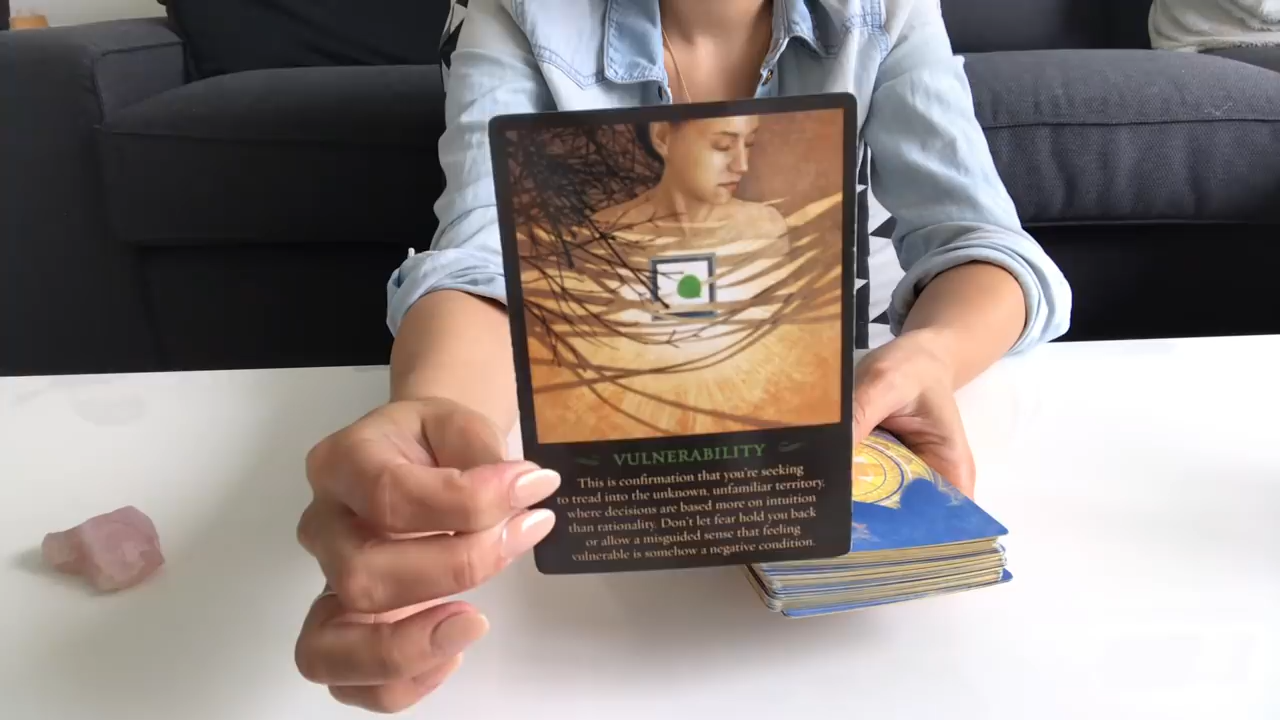 VULNERABILITY
This is confirmation that you're seeking
to tread into the unknown, unfamiliar territory,
where decisions are based more on intuition
than rationality. Don't let fear hold you back
or allow a misguided sense that feeling
vulnerable is somehow a negative condition.